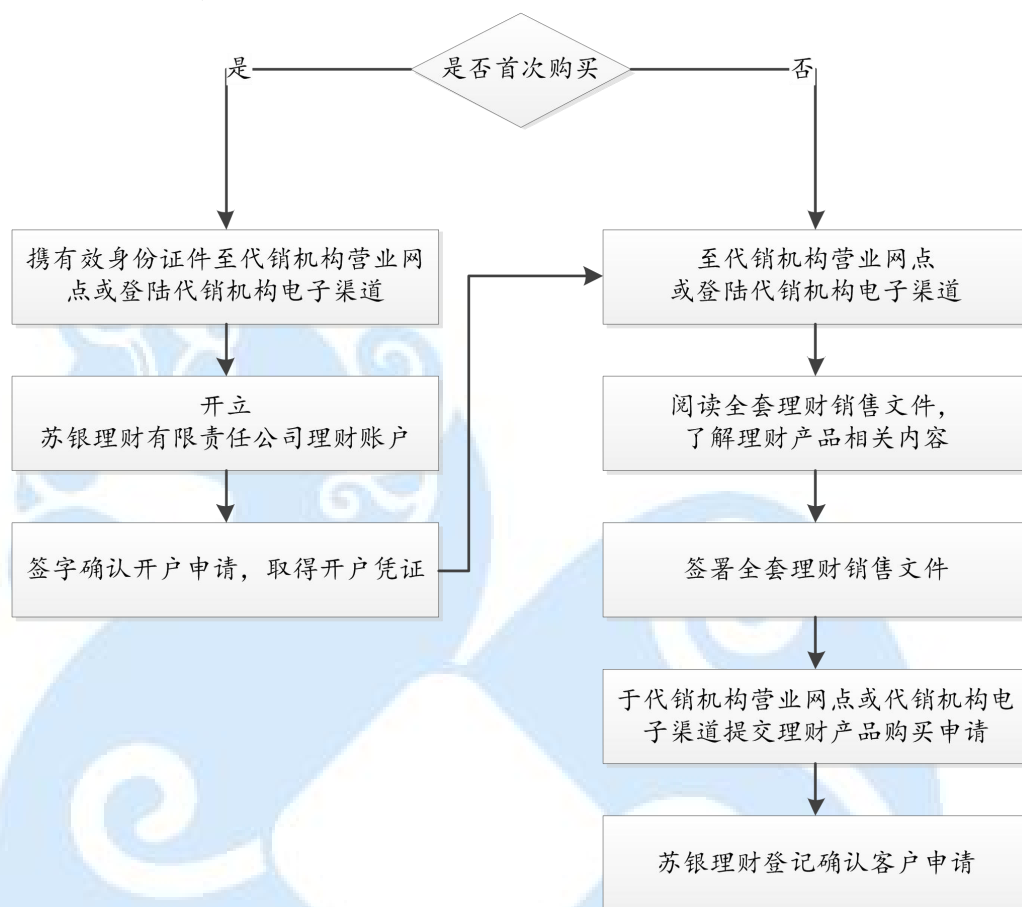 是否首次购买
是
否
携有效身份证件至代销机构营业网
点或登陆代销机构电子渠道
开立
苏银理财有限责任公司理财账户
签字确认开户申请，取得开户凭证
至代销机构营业网点
或登陆代销机构电子渠道
阅读全套理财销售文件，
了解理财产品相关内容
签署全套理财销售文件
于代销机构营业网点或代销机构电
子渠道提交理财产品购买申请
苏银理财登记确认客户申请